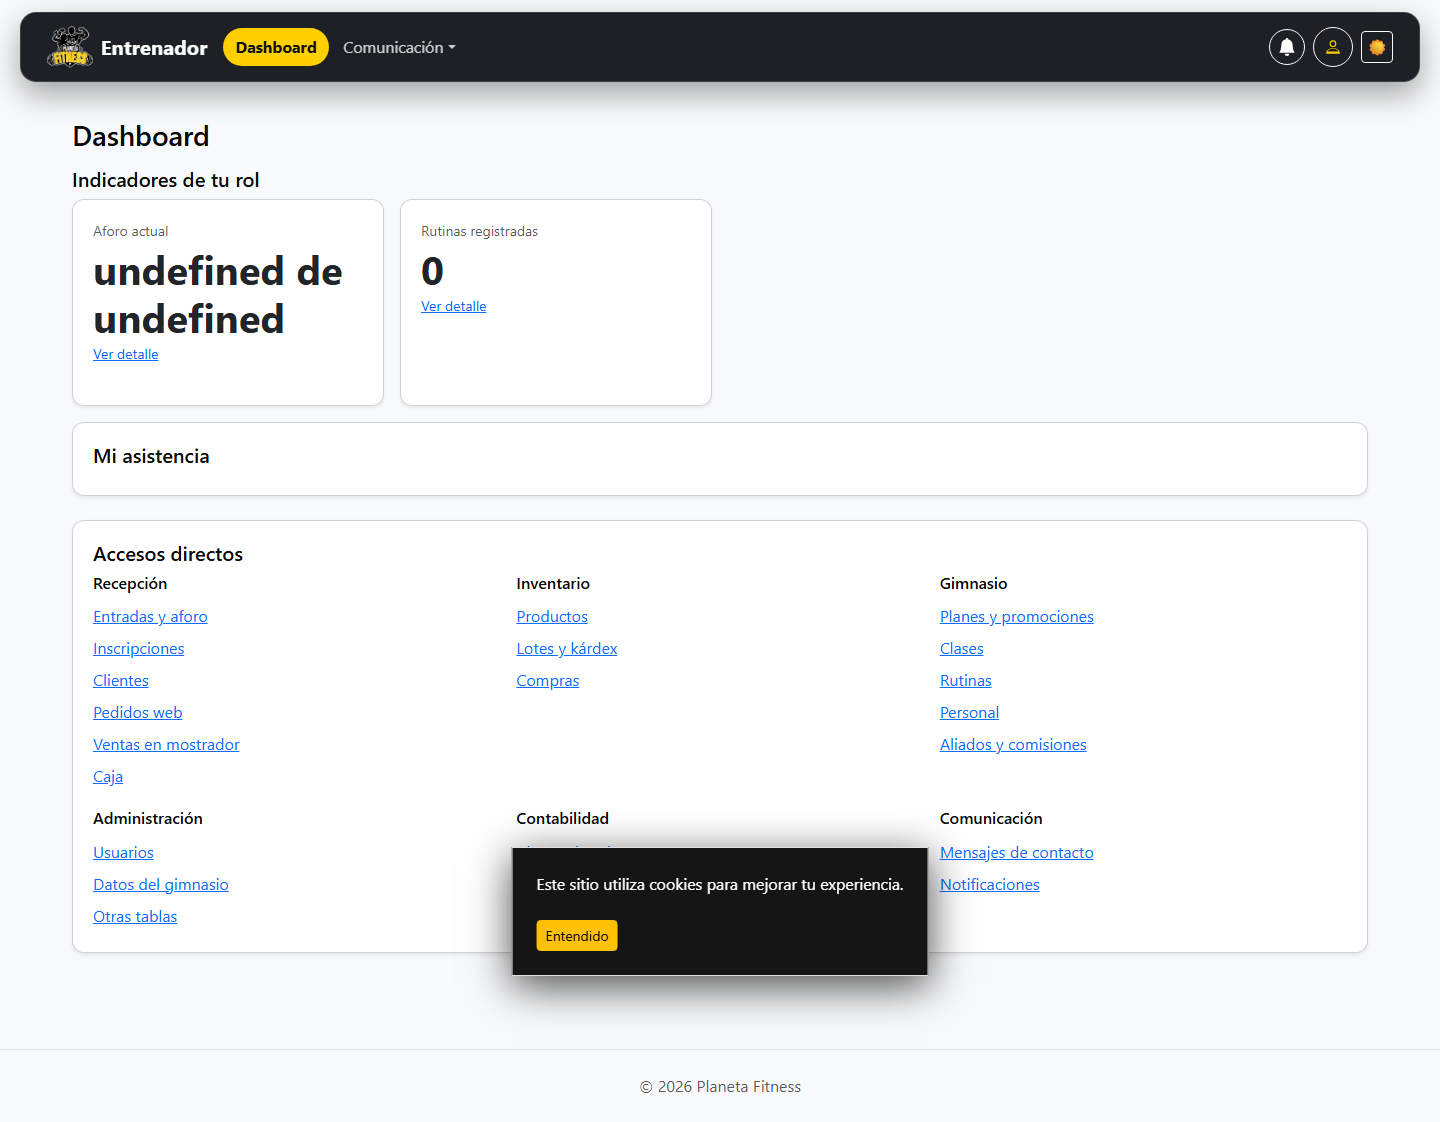 PLANETA
FITNESS
Entrenador
Dashboard
Comunicación
Dashboard
Indicadores de tu rol
Aforo actual
undefined de
undefined
Ver detalle
Rutinas registradas
0
Ver detalle
Mi asistencia
Accesos directos
Recepción
Entradas y aforo
Inscripciones
Clientes
Pedidos web
Ventas en mostrador
Caja
Inventario
Productos
Lotes y kárdex
Compras
Gimnasio
Planes y promociones
Clases
Rutinas
Personal
Aliados y comisiones
Administración
Usuarios
Datos del gimnasio
Otras tablas
Contabilidad
Comunicación
Mensajes de contacto
Notificaciones
Este sitio utiliza cookies para mejorar tu experiencia.
Entendido
© 2026 Planeta Fitness